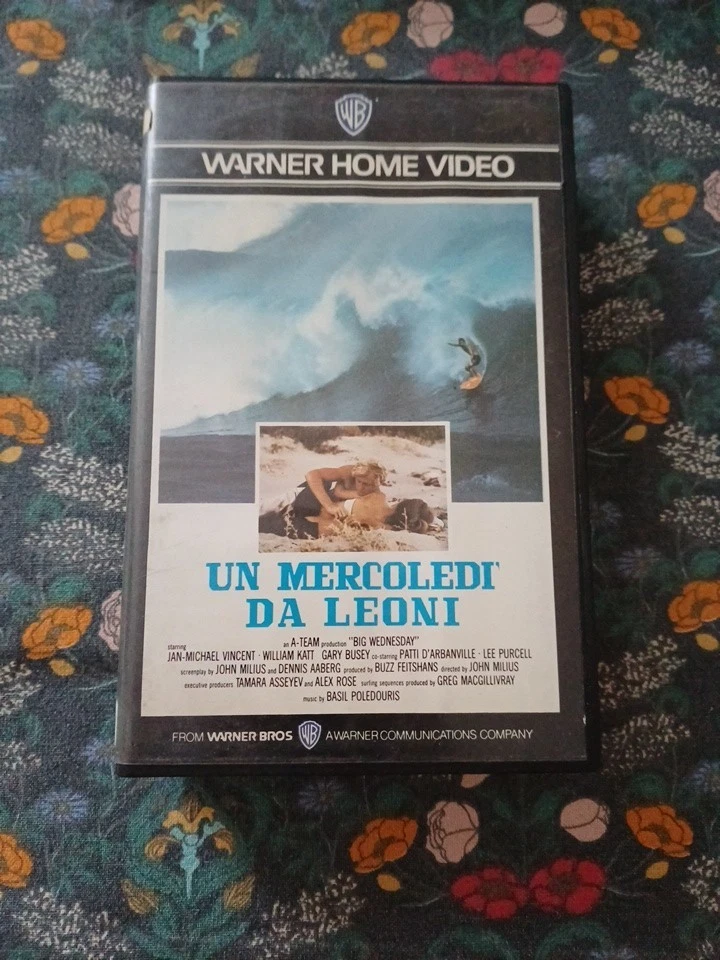 WB
WARNER HOME VIDEO
UN MERCOLEDI'
DA LEONI
starring an A-TEAM production "BIG WEDNESDAY"
JAN-MICHAEL VINCENT · WILLIAM KATT GARY BUSEY co-starring PATTI D'ARBANVILLE · LEE PURCELL
screenplay by JOHN MILIUS and DENNIS AABERG produced by BUZZ FEITSHANS directed by JOHN MILIUS
executive producers TAMARA ASSEYEV and ALEX ROSE surfing sequences produced by GREG MACGILLIVRAY
music by BASIL POLEDOURIS
FROM WARNER BROS WB A WARNER COMMUNICATIONS COMPANY